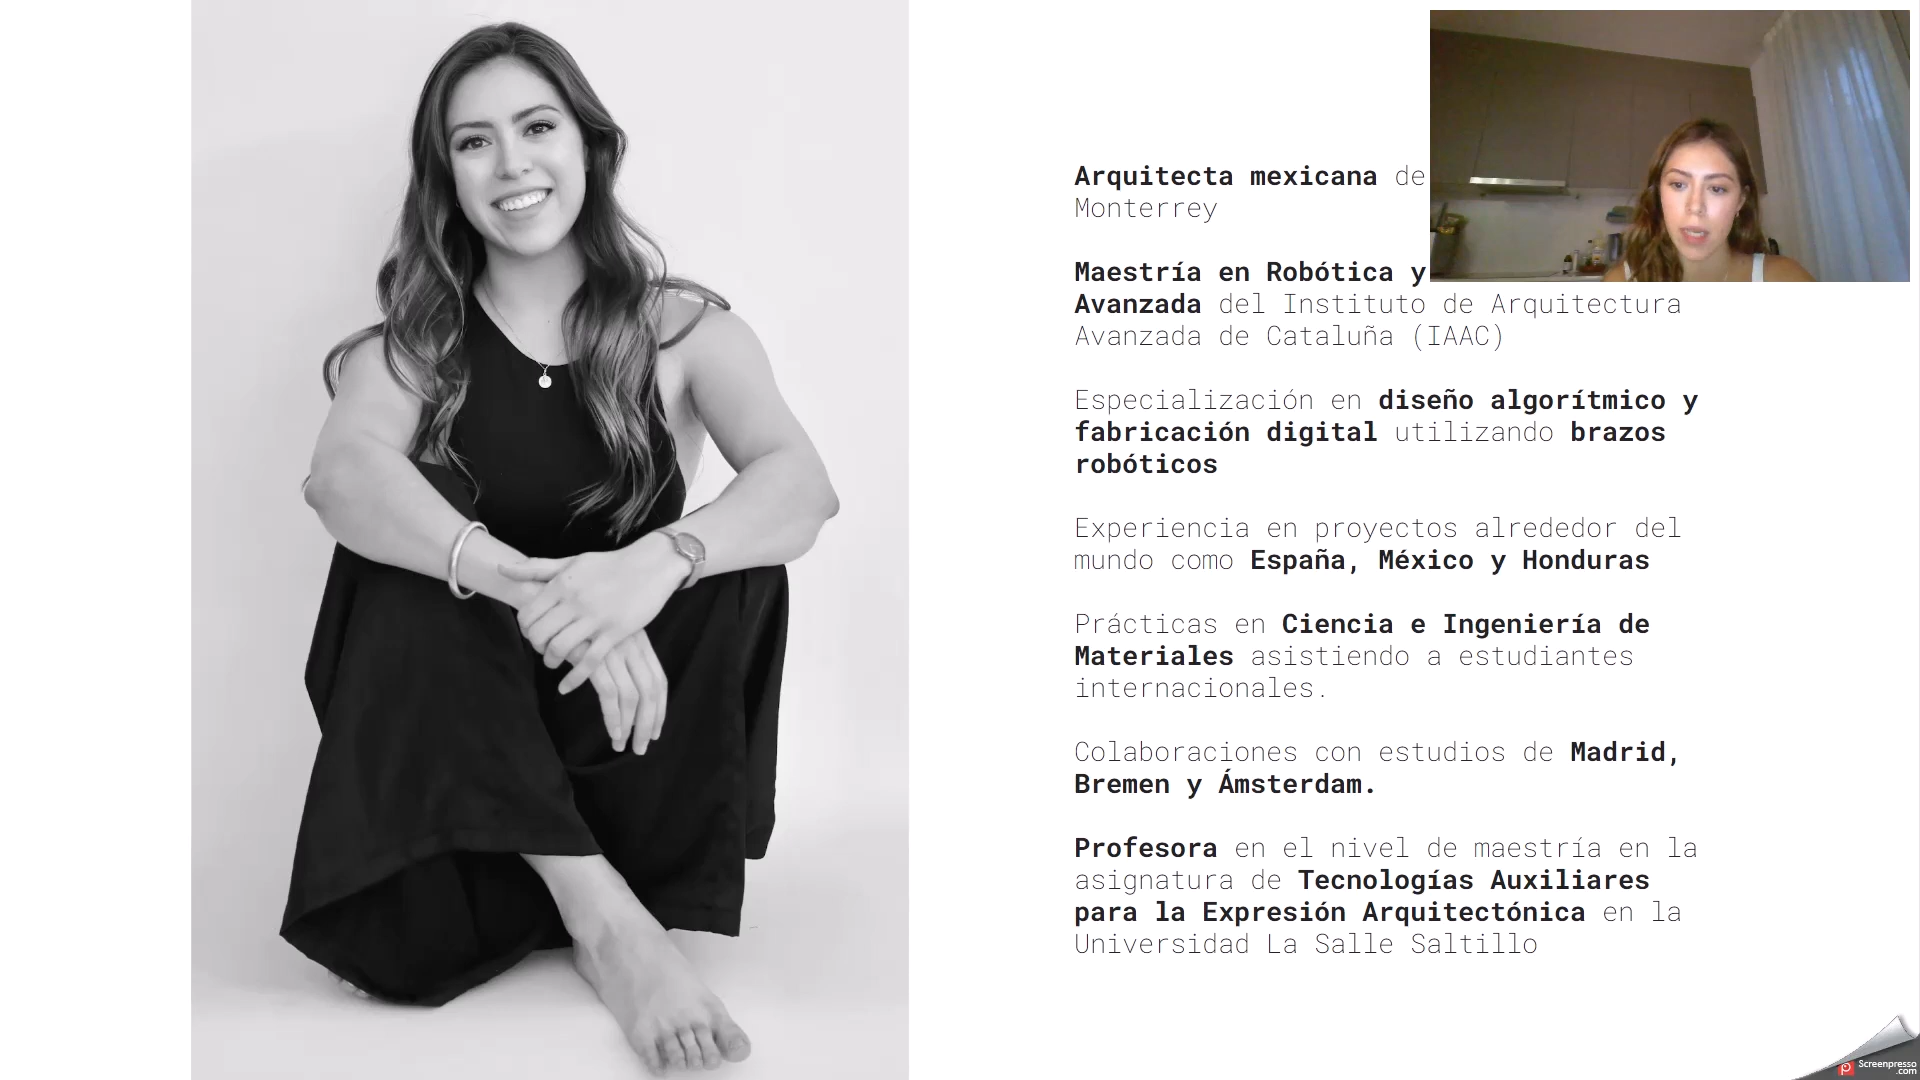 Arquitecta mexicana de
Monterrey
Maestría en Robótica y
Avanzada del Instituto de Arquitectura
Avanzada de Cataluña (IAAC)
Especialización en diseño algorítmico y
fabricación digital utilizando brazos
robóticos
Experiencia en proyectos alrededor del
mundo como España, México y Honduras
Prácticas en Ciencia e Ingeniería de
Materiales asistiendo a estudiantes
internacionales.
Colaboraciones con estudios de Madrid,
Bremen y Ámsterdam.
Profesora en el nivel de maestría en la
asignatura de Tecnologías Auxiliares
para la Expresión Arquitectónica en la
Universidad La Salle Saltillo
Screenpresso
.com